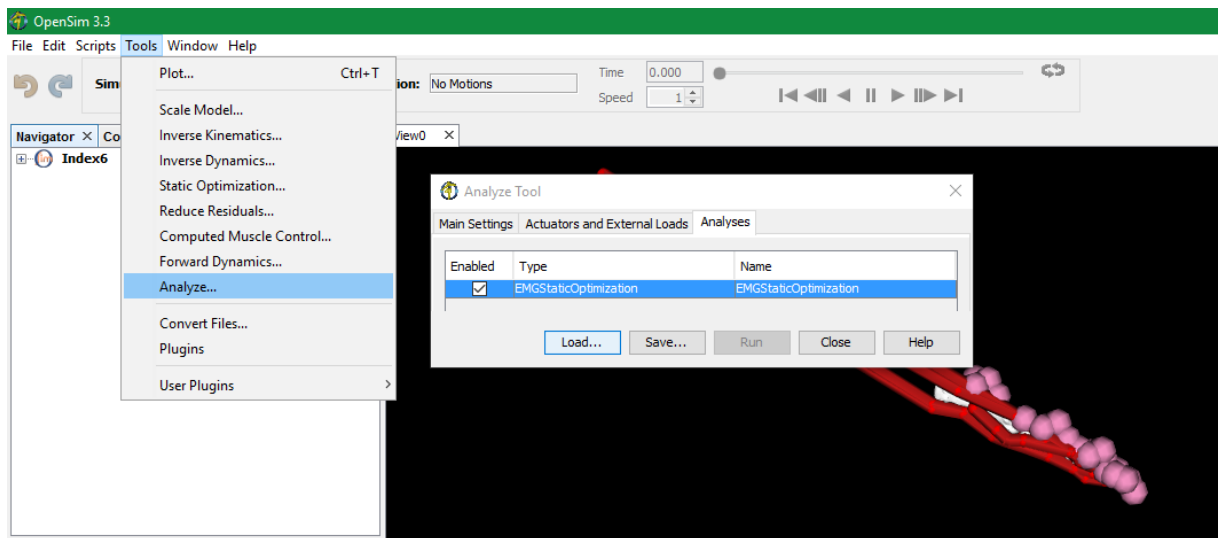 OpenSim 3.3
File Edit Scripts Tools Window Help
Plot... Ctrl+T
Scale Model...
Inverse Kinematics...
Inverse Dynamics...
Static Optimization...
Reduce Residuals...
Computed Muscle Control...
Forward Dynamics...
Analyze...
Convert Files...
Plugins
User Plugins
Sim
ion: No Motions
Time 0.000
Speed 1
Navigator Co
View0
Index6
Analyze Tool
Main Settings Actuators and External Loads Analyses
Enabled Type Name
EMGStaticOptimization EMGStaticOptimization
Load... Save... Run Close Help